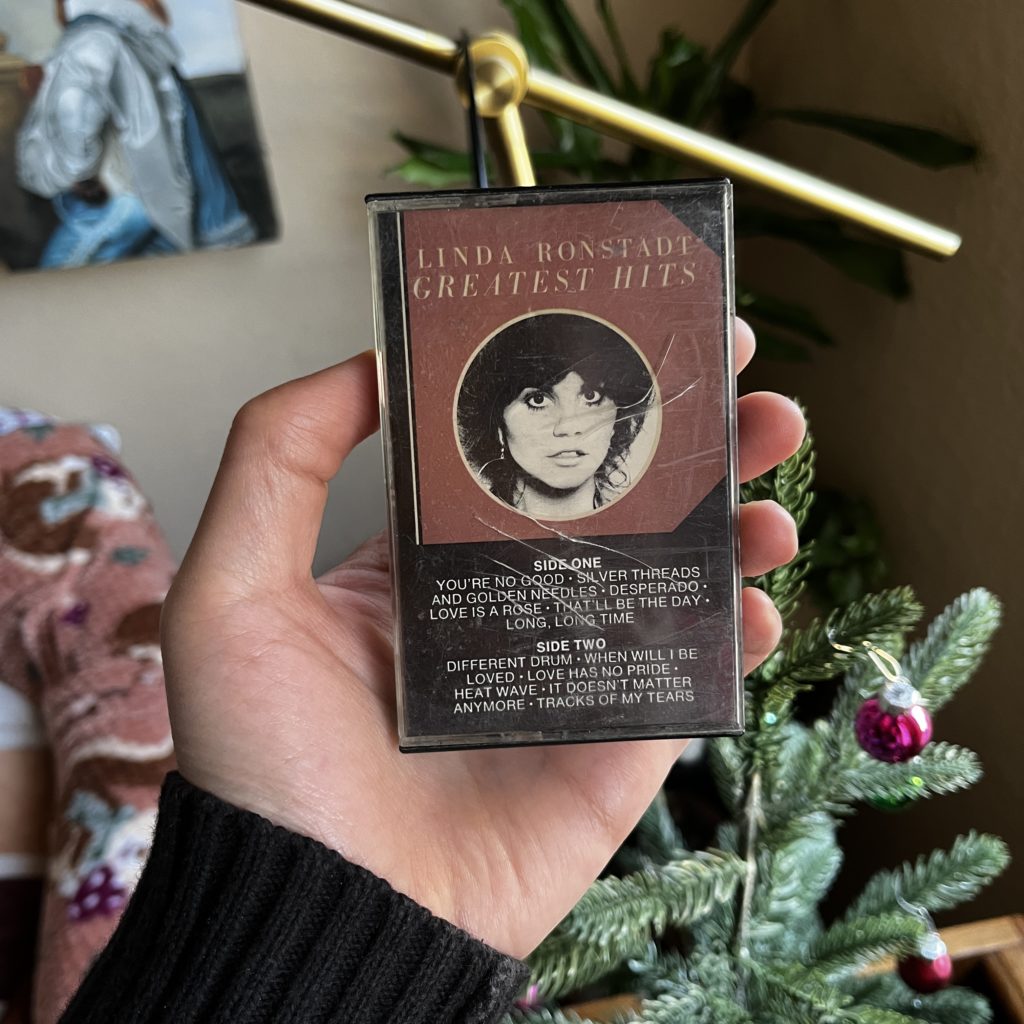 LINDA RONSTADT
GREATEST HITS
SIDE ONE
YOU'RE NO GOOD · SILVER THREADS
AND GOLDEN NEEDLES · DESPERADO ·
LOVE IS A ROSE · THAT'LL BE THE DAY ·
LONG, LONG TIME
SIDE TWO
DIFFERENT DRUM · WHEN WILL I BE
LOVED · LOVE HAS NO PRIDE ·
HEAT WAVE · IT DOESN'T MATTER
ANYMORE · TRACKS OF MY TEARS